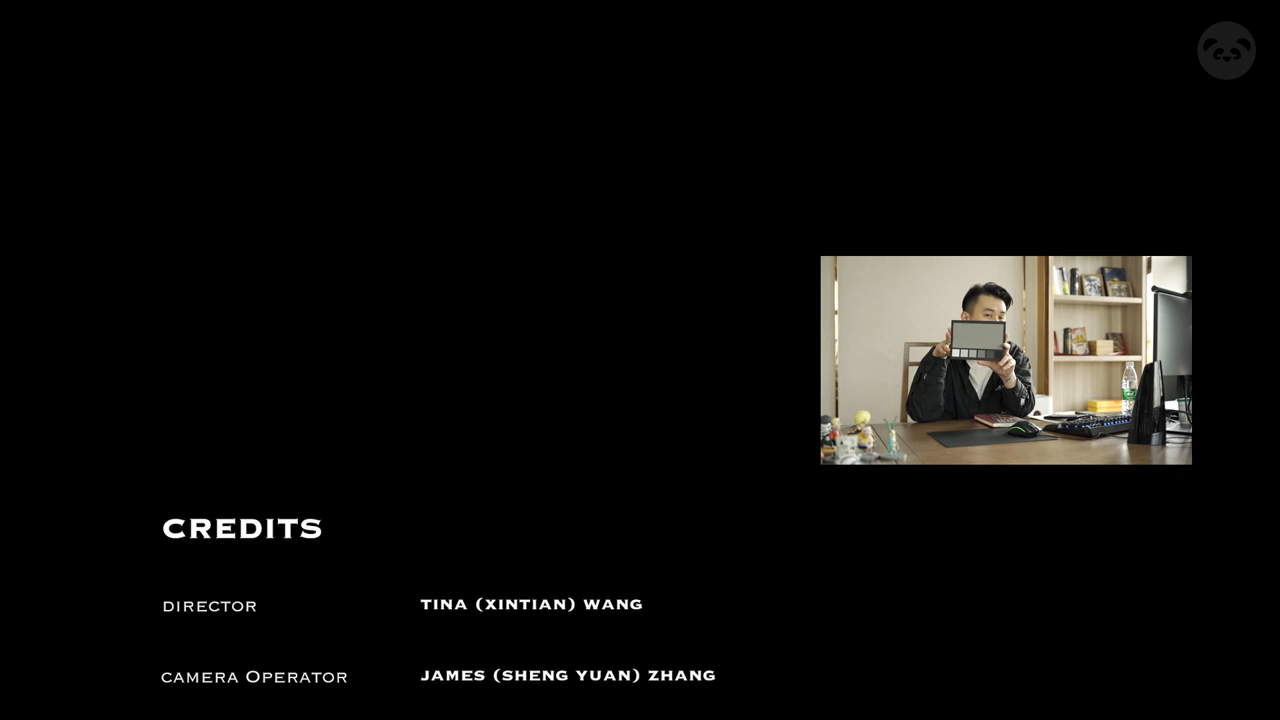 CREDITS
DIRECTOR TINA (XINTIAN) WANG
CAMERA OPERATOR JAMES (SHENG YUAN) ZHANG